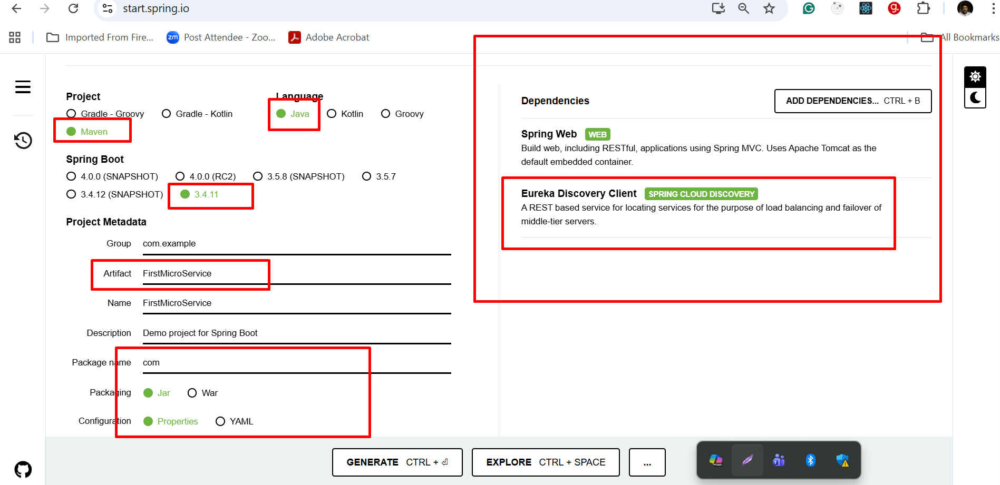 start.spring.io
Imported From Fire...
zm
Post Attendee - Zoo...
Adobe Acrobat
All Bookmarks
Project
Gradle - Groovy
Gradle - Kotlin
Maven
Language
Java
Kotlin
Groovy
Spring Boot
4.0.0 (SNAPSHOT)
4.0.0 (RC2)
3.5.8 (SNAPSHOT)
3.5.7
3.4.12 (SNAPSHOT)
3.4.11
Project Metadata
Group com.example
Artifact FirstMicroService
Name FirstMicroService
Description Demo project for Spring Boot
Package name com
Packaging Jar War
Configuration Properties YAML
Dependencies
ADD DEPENDENCIES... CTRL + B
Spring Web WEB
Build web, including RESTful, applications using Spring MVC. Uses Apache Tomcat as the
default embedded container.
Eureka Discovery Client SPRING CLOUD DISCOVERY
A REST based service for locating services for the purpose of load balancing and failover of
middle-tier servers.
GENERATE CTRL + ⏎
EXPLORE CTRL + SPACE
...
M365